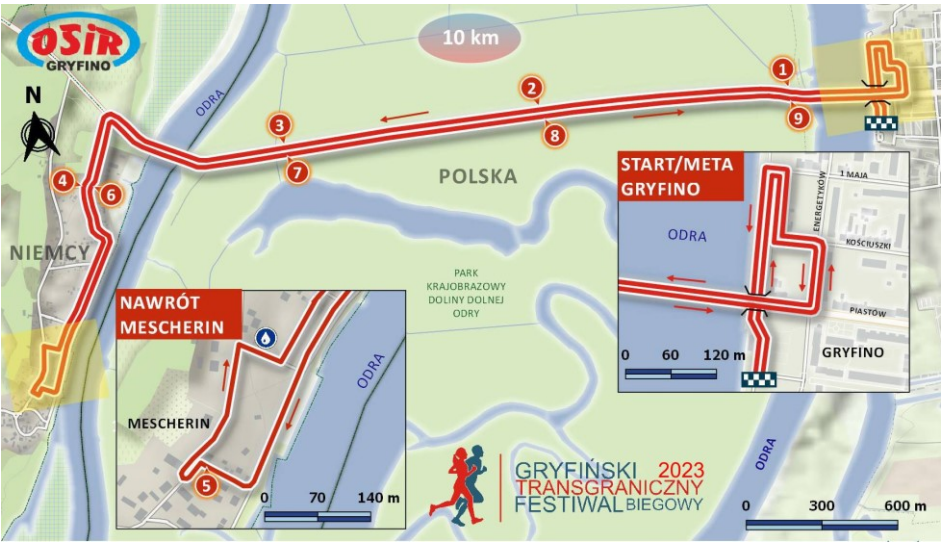 OSiR
GRYFINO
10 km
N
ODRA
1
2
3
8
9
7
4
6
POLSKA
NIEMCY
START/META
GRYFINO
1 MAJA
ENERGETYKÓW
ODRA
KOŚCIUSZKI
PIASTÓW
0 60 120 m
GRYFINO
PARK
KRAJOBRAZOWY
DOLINY DOLNEJ
ODRY
NAWRÓT
MESCHERIN
ODRA
MESCHERIN
5
0 70 140 m
GRYFIŃSKI 2023
TRANSGRANICZNY
FESTIWAL BIEGOWY
ODRA
0 300 600 m